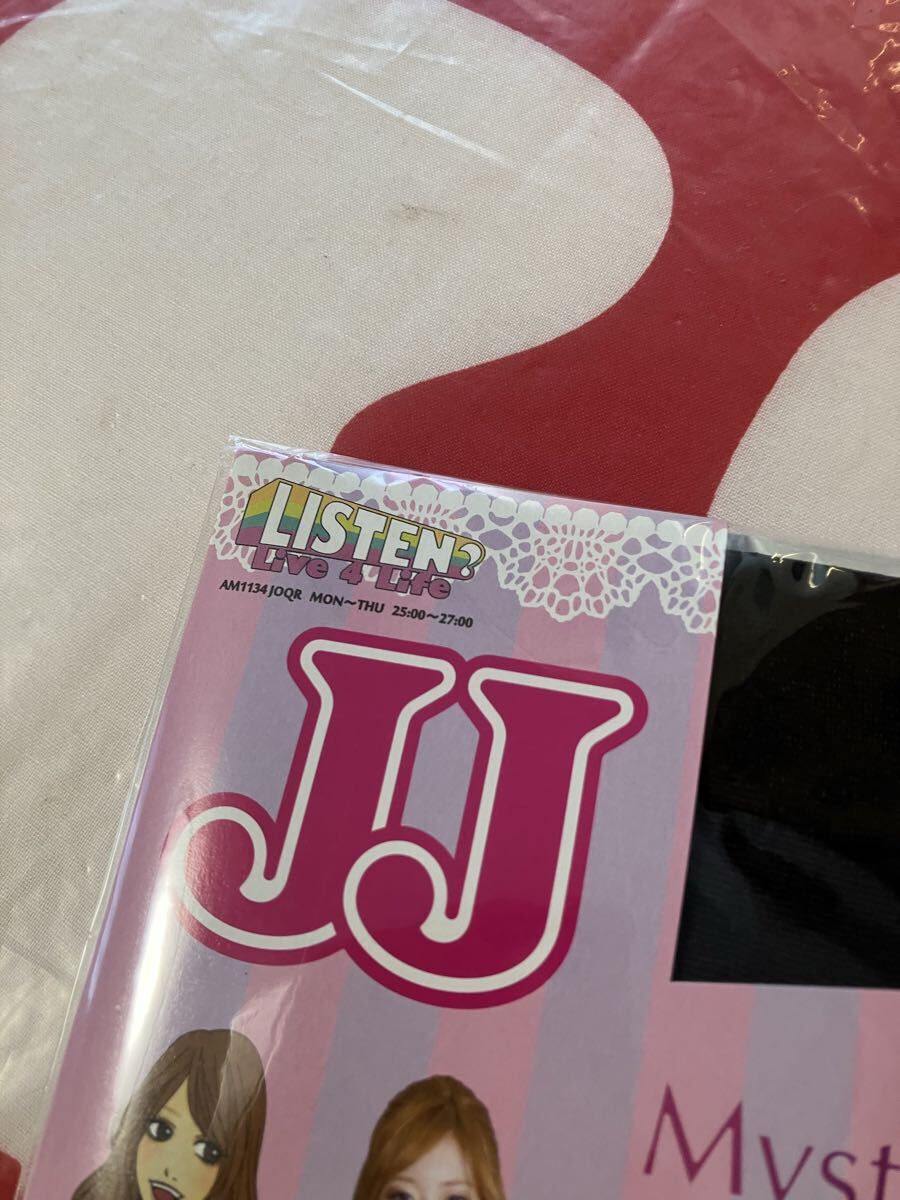 LISTEN?
Live 4 Life
AM1134 JOQR MON～THU 25:00～27:00
JJ